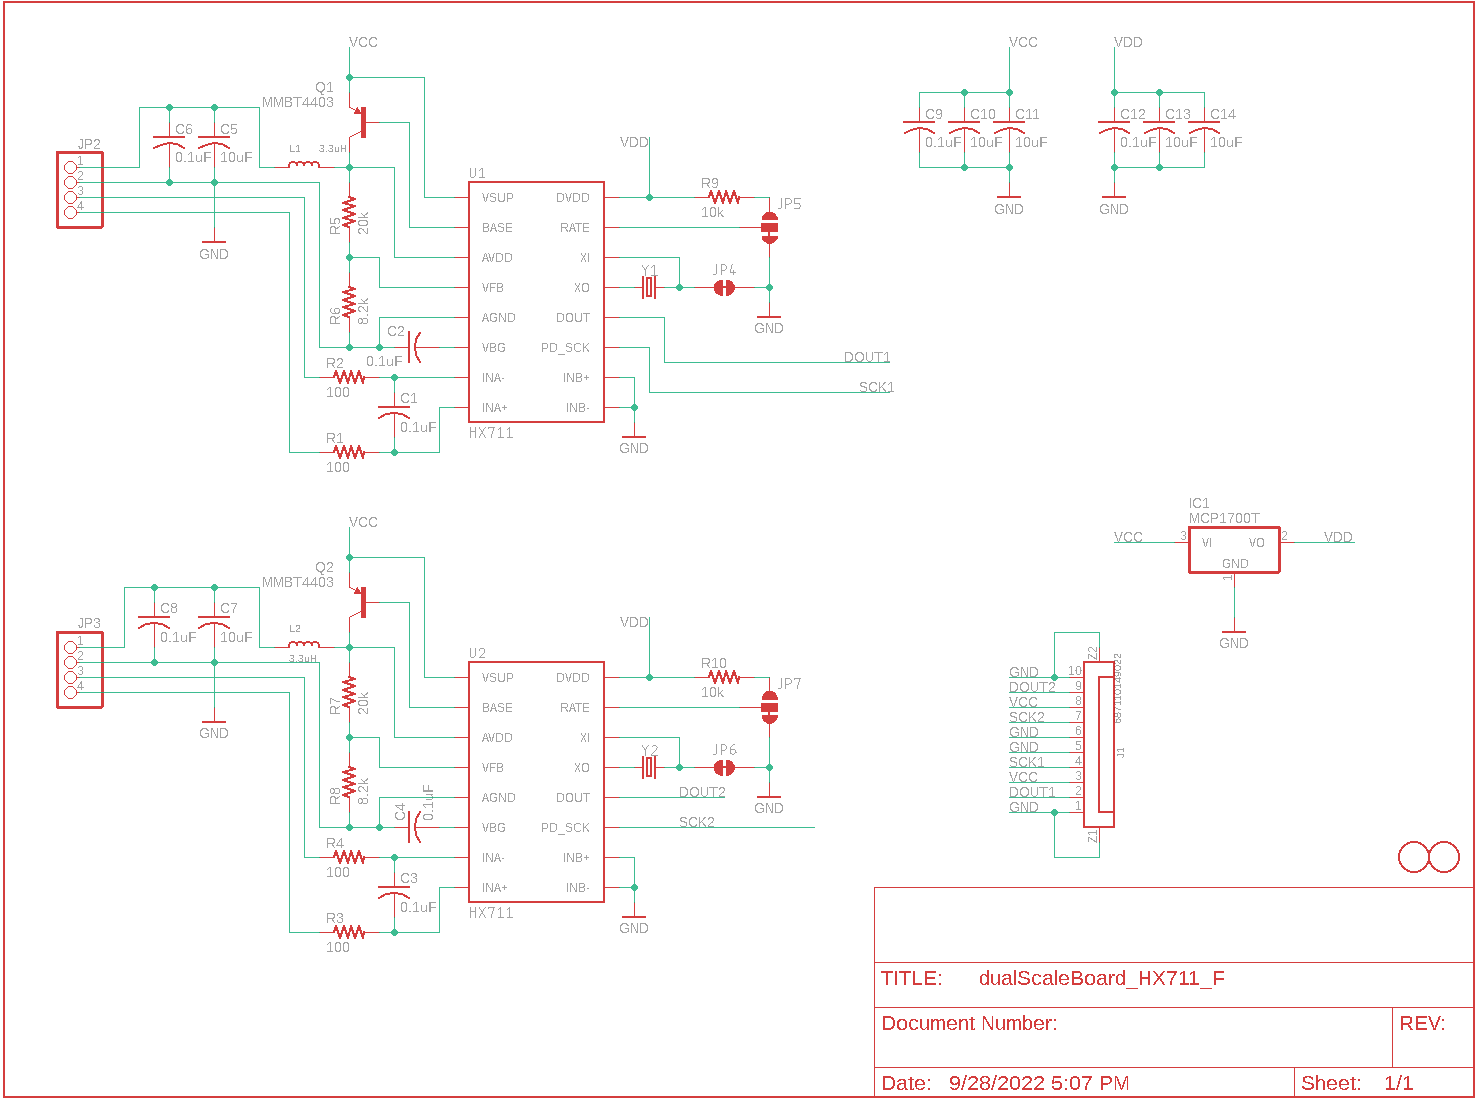 VCC
Q1
MMBT4403
C6
0.1uF
C5
10uF
L1
3.3uH
JP2
1
2
3
4
GND
R5
20k
R6
8.2k
C2
0.1uF
R2
100
C1
0.1uF
R1
100
U1
VSUP
BASE
AVDD
VFB
AGND
VBG
INA-
INA+
DVDD
RATE
XI
XO
DOUT
PD_SCK
INB+
INB-
HX711
VDD
R9
10k
JP5
Y1
JP4
GND
DOUT1
SCK1
GND
VCC
C9
0.1uF
C10
10uF
C11
10uF
GND
VDD
C12
0.1uF
C13
10uF
C14
10uF
GND
VCC
Q2
MMBT4403
C8
0.1uF
C7
10uF
L2
3.3uH
JP3
1
2
3
4
GND
R7
20k
R8
8.2k
C4
0.1uF
R4
100
C3
0.1uF
R3
100
U2
VSUP
BASE
AVDD
VFB
AGND
VBG
INA-
INA+
DVDD
RATE
XI
XO
DOUT
PD_SCK
INB+
INB-
HX711
VDD
R10
10k
JP7
Y2
JP6
GND
DOUT2
SCK2
GND
IC1
MCP1700T
VCC
3
VI
VO
2
VDD
GND
1
GND
Z2
68711014902​2
GND 10
DOUT2 9
VCC 8
SCK2 7
GND 6
GND 5
SCK1 4
VCC 3
DOUT1 2
GND 1
J1
Z1
TITLE: dualScaleBoard_HX711_F
Document Number:
REV:
Date: 9/28/2022 5:07 PM
Sheet: 1/1